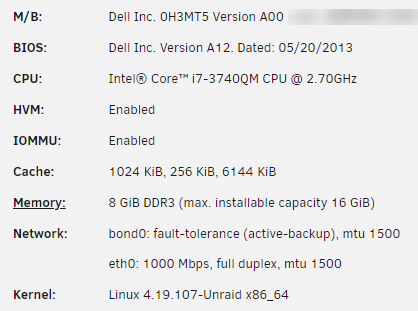 M/B: Dell Inc. 0H3MT5 Version A00
BIOS: Dell Inc. Version A12. Dated: 05/20/2013
CPU: Intel® Core™ i7-3740QM CPU @ 2.70GHz
HVM: Enabled
IOMMU: Enabled
Cache: 1024 KiB, 256 KiB, 6144 KiB
Memory: 8 GiB DDR3 (max. installable capacity 16 GiB)
Network: bond0: fault-tolerance (active-backup), mtu 1500
eth0: 1000 Mbps, full duplex, mtu 1500
Kernel: Linux 4.19.107-Unraid x86_64